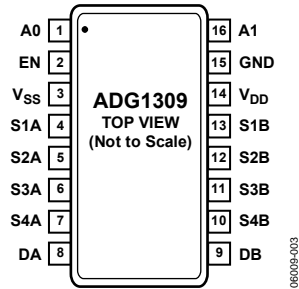 A0 1 16 A1
EN 2 15 GND
VSS 3 14 VDD
ADG1309
TOP VIEW
(Not to Scale)
S1A 4 13 S1B
S2A 5 12 S2B
S3A 6 11 S3B
S4A 7 10 S4B
DA 8 9 DB
06009-003